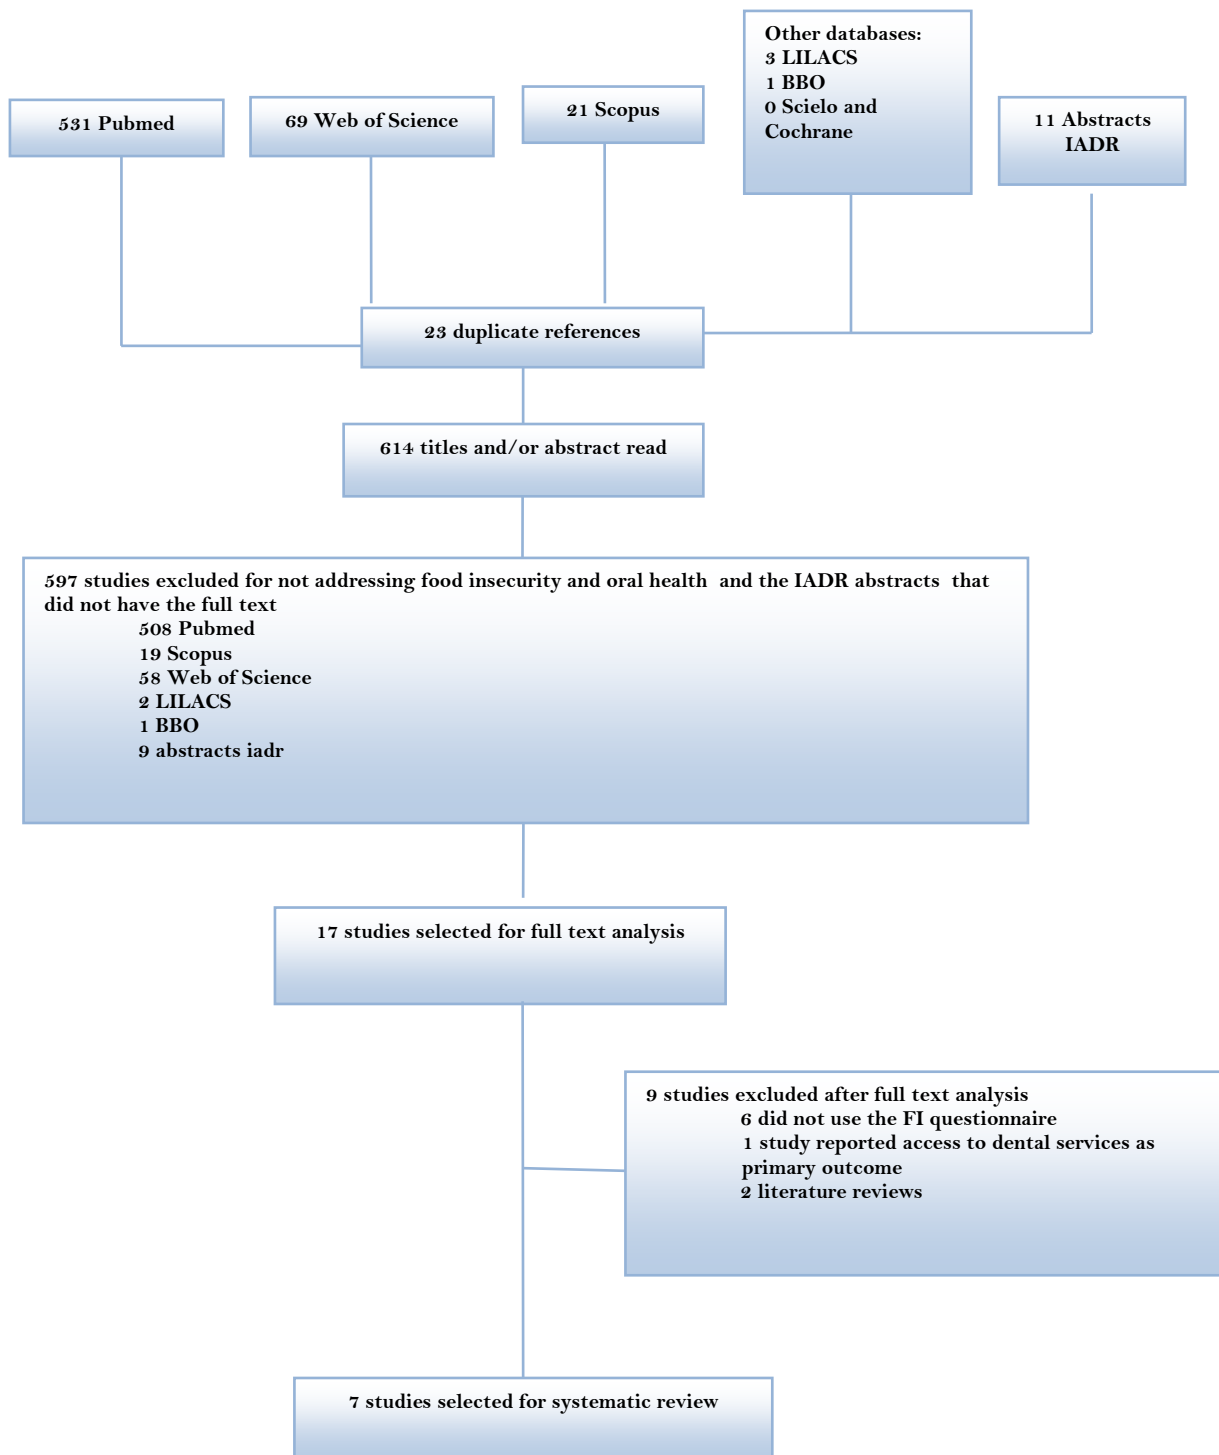 531 Pubmed
69 Web of Science
21 Scopus
Other databases:
3 LILACS
1 BBO
0 Scielo and
Cochrane
11 Abstracts
IADR
23 duplicate references
614 titles and/or abstract read
597 studies excluded for not addressing food insecurity and oral health and the IADR abstracts that
did not have the full text
508 Pubmed
19 Scopus
58 Web of Science
2 LILACS
1 BBO
9 abstracts iadr
17 studies selected for full text analysis
9 studies excluded after full text analysis
6 did not use the FI questionnaire
1 study reported access to dental services as
primary outcome
2 literature reviews
7 studies selected for systematic review